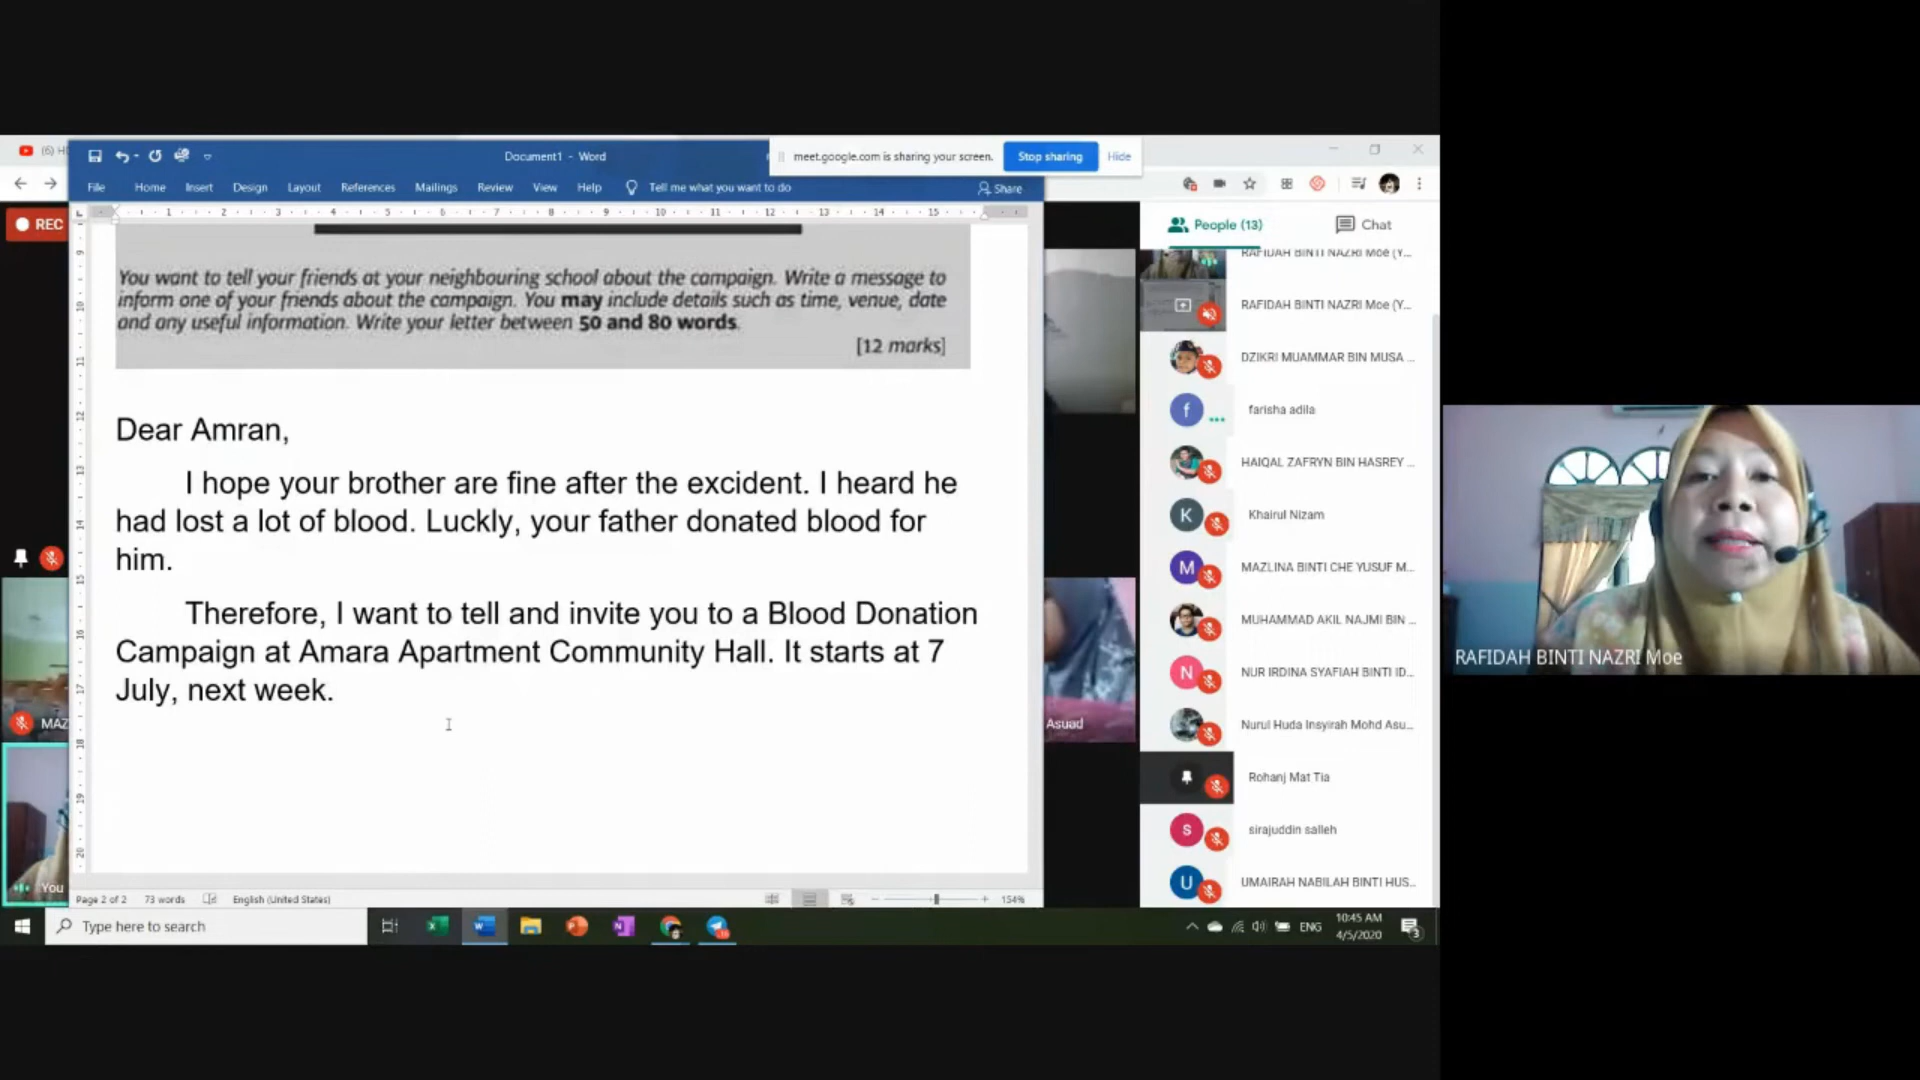 (6) H
Document1 - Word
meet.google.com is sharing your screen.
Stop sharing
Hide
File Home Insert Design Layout References Mailings Review View Help Tell me what you want to do Share
REC
People (13)
Chat
You want to tell your friends at your neighbouring school about the campaign. Write a message to
inform one of your friends about the campaign. You may include details such as time, venue, date
and any useful information. Write your letter between 50 and 80 words.
[12 marks]
Dear Amran,
I hope your brother are fine after the excident. I heard he
had lost a lot of blood. Luckly, your father donated blood for
him.
Therefore, I want to tell and invite you to a Blood Donation
Campaign at Amara Apartment Community Hall. It starts at 7
July, next week.
MAZ
You
Asuad
RAFIDAH BINTI NAZRI Moe (Y...
RAFIDAH BINTI NAZRI Moe (Y...
DZIKRI MUAMMAR BIN MUSA ...
f
farisha adila
HAIQAL ZAFRYN BIN HASREY ...
K
Khairul Nizam
M
MAZLINA BINTI CHE YUSUF M...
MUHAMMAD AKIL NAJMI BIN ...
N
NUR IRDINA SYAFIAH BINTI ID...
Nurul Huda Insyirah Mohd Asu...
Rohanj Mat Tia
S
sirajuddin salleh
U
UMAIRAH NABILAH BINTI HUS...
RAFIDAH BINTI NAZRI Moe
Page 2 of 2 73 words English (United States) 154%
Type here to search
ENG
10:45 AM
4/5/2020
3